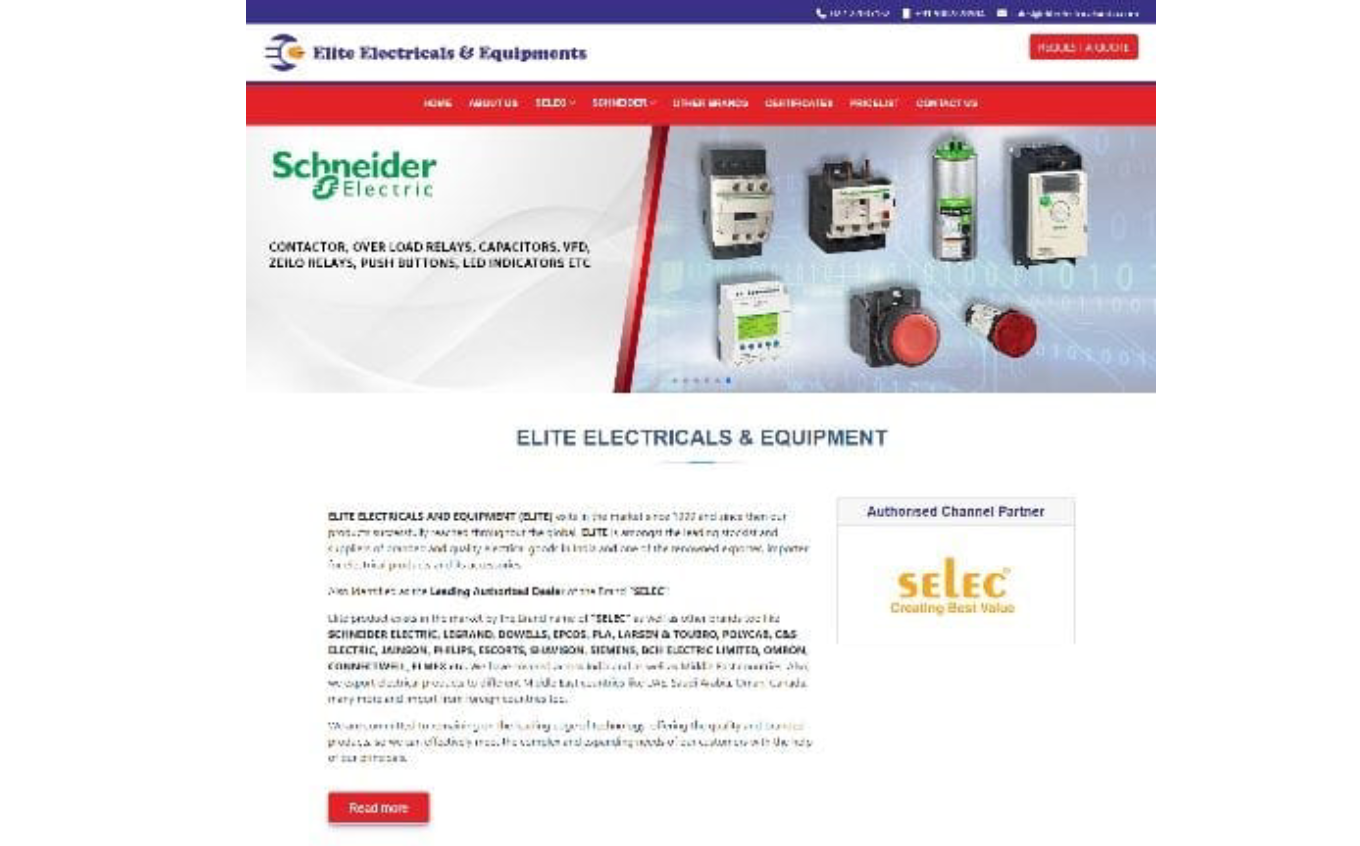 Elite Electricals & Equipments
REQUEST A QUOTE
HOME ABOUT US SELEC SCHNEIDER OTHER BRANDS CERTIFICATES PRICELIST CONTACT US
Schneider
Electric
CONTACTOR, OVER LOAD RELAYS, CAPACITORS, VFD,
ZEILO RELAYS, PUSH BUTTONS, LED INDICATORS ETC
ELITE ELECTRICALS & EQUIPMENT
ELITE ELECTRICALS AND EQUIPMENT (ELITE) in the market since and since then our
products successfully reached throughout the global. ELITE is amongst the leading stockist and
suppliers of branded and quality electrical goods in India and one of the renowned exporter, importer
for electrical products and its accessories.
Also Identified as the Leading Authorized Dealer of the Brand "SELEC".
Elite product exists in the market by the Brand name of "SELEC" as well as other brands too like
SCHNEIDER ELECTRIC, LEGRAND, DOWELLS, EPCOS, PLA, LARSEN & TOUBRO, POLYCAB, C&S
ELECTRIC, JAINSON, PHILIPS, ESCORTS, SHAVISON, SIEMENS, BCH ELECTRIC LIMITED, OMRON,
CONNECTWELL, ELMEX etc. We have across India and as well as Middle East countries. Also,
we export electrical products to different Middle East countries like UAE, Saudi Arabia, Oman, Canada,
many more and import from foreign countries too.
We are committed to remaining on the leading edge of technology, offering the quality and branded
products, so we can effectively meet the complex and expanding needs of our customers with the help
of our principals.
Read more
Authorised Channel Partner
SELEC
Creating Best Value